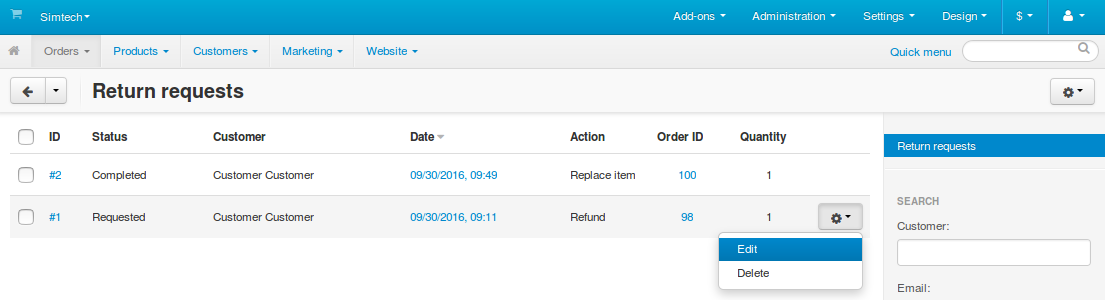 Simtech Add-ons Administration Settings Design $
Orders Products Customers Marketing Website Quick menu
Return requests
ID Status Customer Date Action Order ID Quantity
Return requests
#2 Completed Customer Customer 09/30/2016, 09:49 Replace item 100 1
#1 Requested Customer Customer 09/30/2016, 09:11 Refund 98 1
Edit
Delete
SEARCH
Customer:
Email: